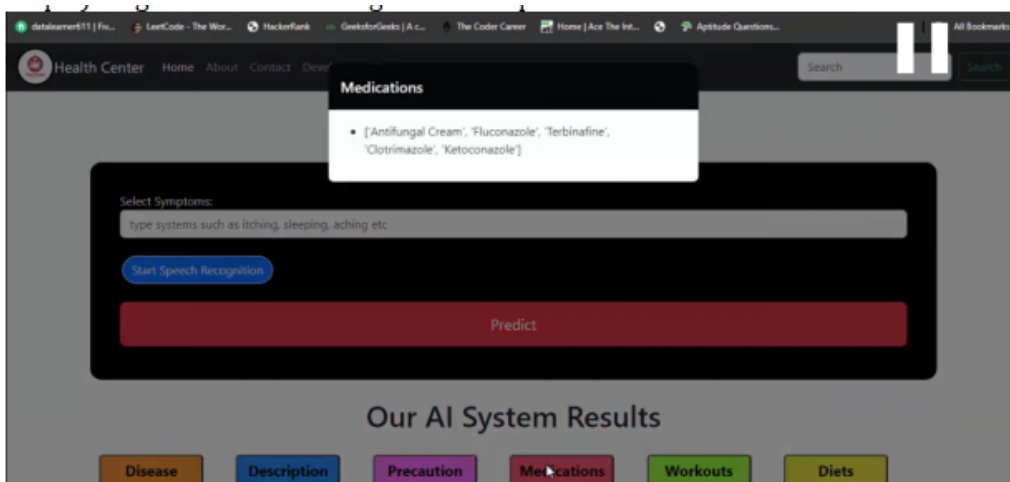 datalearner611 | Fiv... LeetCode - The Wor... HackerRank GeeksforGeeks | A c... The Coder Career Home | Ace The Int... Aptitude Questions... All Bookmarks
Health Center Home About Contact Search Search
Medications
• ['Antifungal Cream', 'Fluconazole', 'Terbinafine',
'Clotrimazole', 'Ketoconazole']
Select Symptoms:
type systems such as itching, sleeping, aching etc
Start Speech Recognition
Predict
Our AI System Results
Disease Description Precaution Medications Workouts Diets